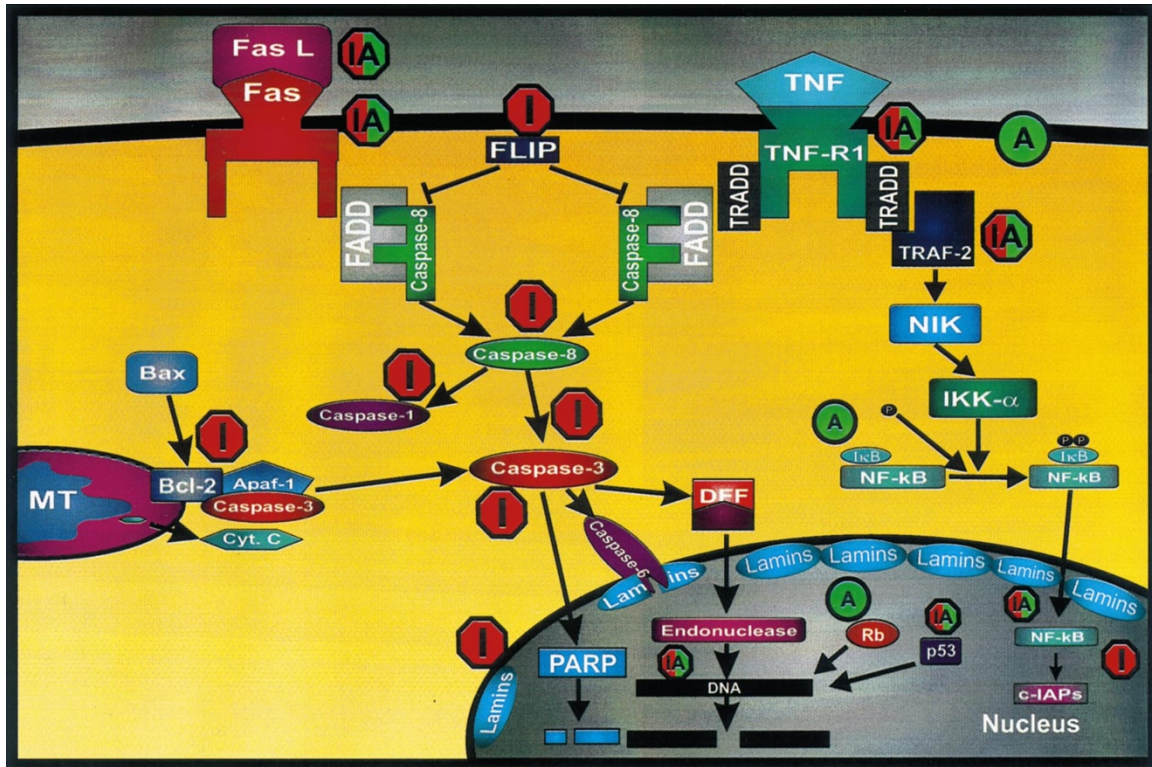 Fas L
IA
Fas
IA
I
FLIP
TNF
IA
TNF-R1
A
TRADD
TRADD
TRAF-2
IA
FADD
Caspase-8
Caspase-8
FADD
NIK
I
Caspase-8
Bax
I
Caspase-1
IKK-α
I
I
A
P
P P
IκB
IκB
NF-kB
NF-kB
MT
Bcl-2
Apaf-1
Caspase-3
Cyt. C
Caspase-3
I
DFF
Caspase-6
Lamins
Lamins
Lamins
Lamins
Lamins
Lamins
I
Lamins
PARP
Endonuclease
IA
DNA
A
Rb
IA
p53
IA
NF-kB
I
c-IAPs
Nucleus